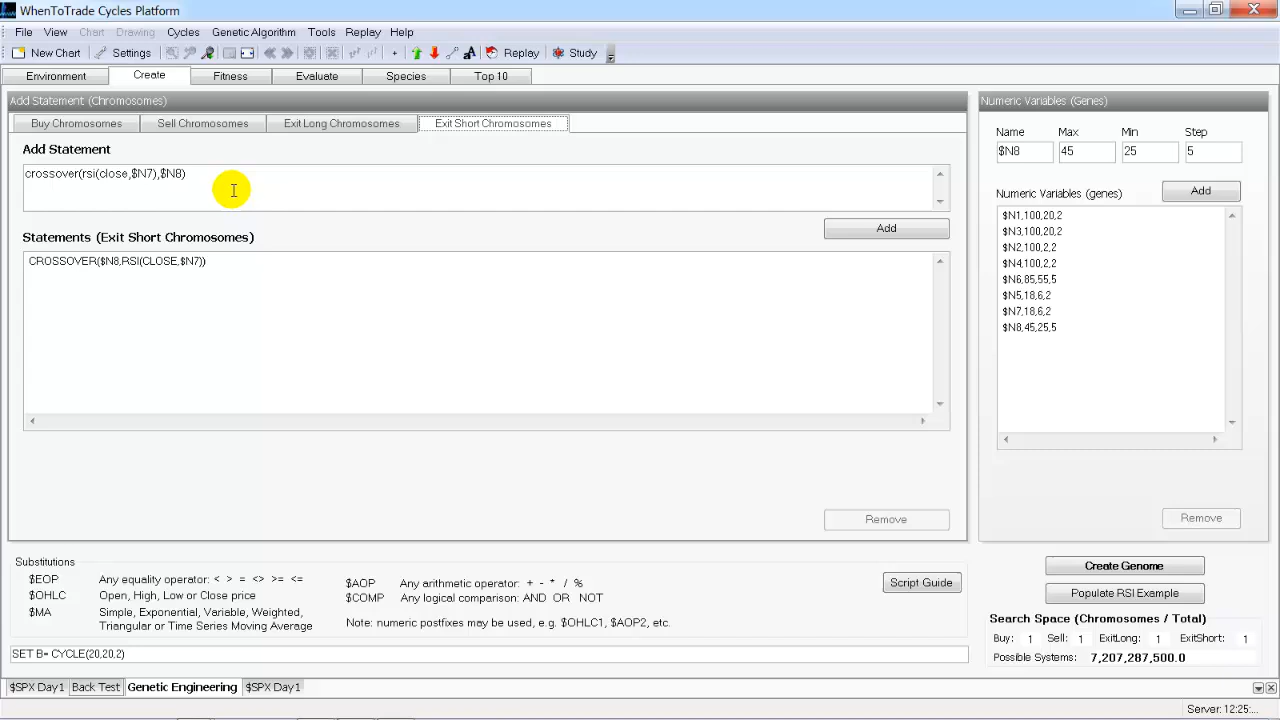 WhenToTrade Cycles Platform
File View Chart Drawing Cycles Genetic Algorithm Tools Replay Help
New Chart Settings A Replay Study
Environment Create Fitness Evaluate Species Top 10
Add Statement (Chromosomes)
Buy Chromosomes Sell Chromosomes Exit Long Chromosomes Exit Short Chromosomes
Add Statement
crossover(rsi(close,$N7),$N8)
Add
Statements (Exit Short Chromosomes)
CROSSOVER($N8,RSI(CLOSE,$N7))
Remove
Numeric Variables (Genes)
Name Max Min Step
$N8 45 25 5
Numeric Variables (genes) Add
$N1,100,20,2
$N3,100,20,2
$N2,100,2,2
$N4,100,2,2
$N6,85,55,5
$N5,18,6,2
$N7,18,6,2
$N8,45,25,5
Remove
Substitutions
$EOP Any equality operator: < > = <> >= <=
$OHLC Open, High, Low or Close price
$MA Simple, Exponential, Variable, Weighted,
Triangular or Time Series Moving Average
$AOP Any arithmetic operator: + - * / %
$COMP Any logical comparison: AND OR NOT
Note: numeric postfixes may be used, e.g. $OHLC1, $AOP2, etc.
Script Guide
Create Genome
Populate RSI Example
Search Space (Chromosomes / Total)
Buy: 1 Sell: 1 ExitLong: 1 ExitShort: 1
Possible Systems: 7,207,287,500.0
SET B= CYCLE(20,20,2)
$SPX Day1 Back Test Genetic Engineering $SPX Day1
Server: 12:25:...